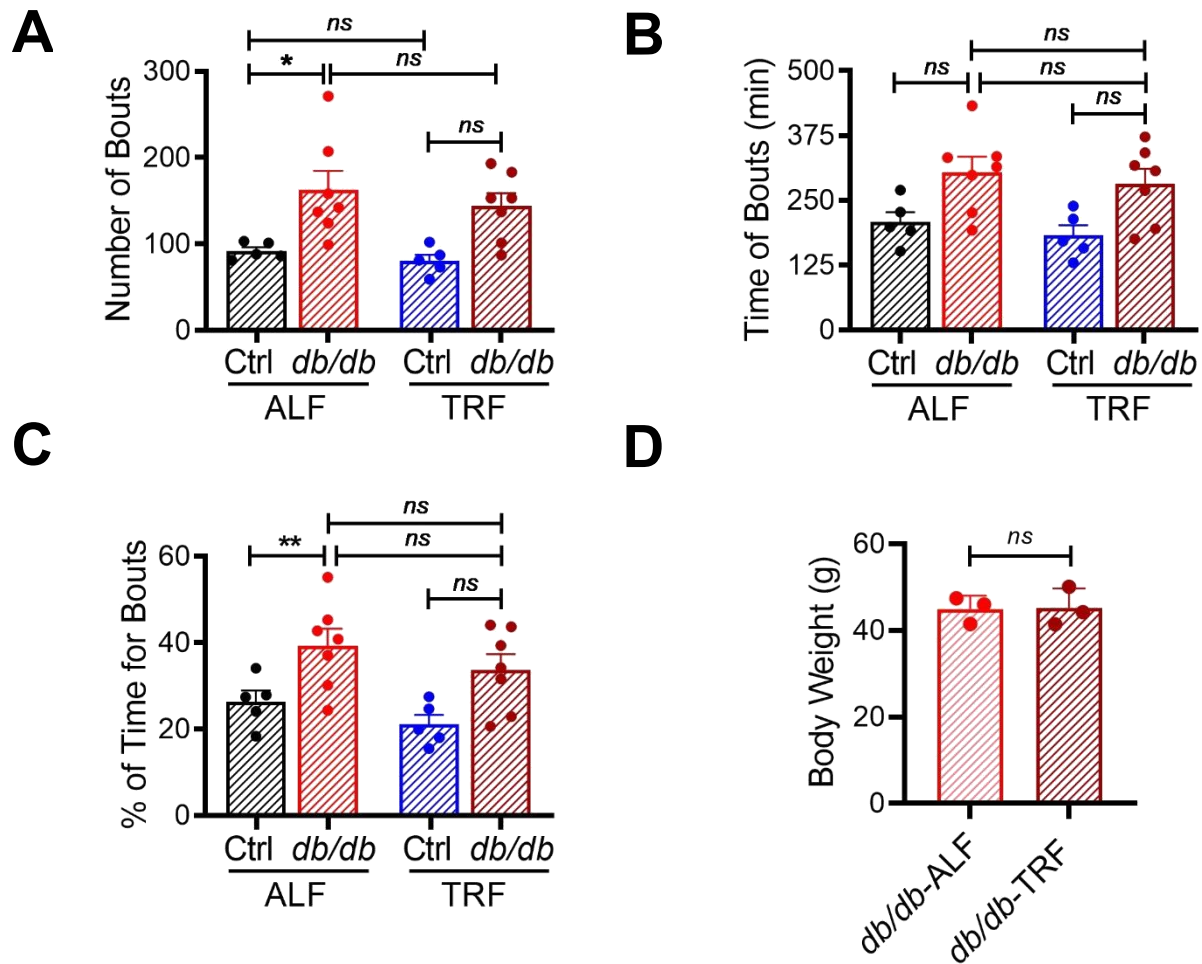 A
ns
* ns
ns
Number of Bouts
300
200
100
0
Ctrl db/db Ctrl db/db
ALF TRF
B
ns
ns ns
ns
Time of Bouts (min)
500
375
250
125
0
Ctrl db/db Ctrl db/db
ALF TRF
C
ns
** ns
ns
% of Time for Bouts
60
40
20
0
Ctrl db/db Ctrl db/db
ALF TRF
D
ns
Body Weight (g)
60
40
20
0
db/db-ALF
db/db-TRF